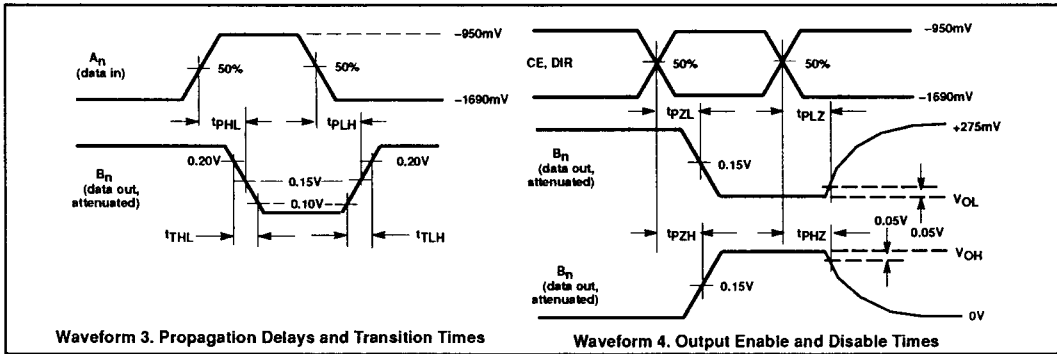 An
(data in)
50%
50%
–950mV
–1690mV
tPHL
tPLH
Bn
(data out,
attenuated)
0.20V
0.15V
0.10V
0.20V
tTHL
tTLH
Waveform 3. Propagation Delays and Transition Times
CE, DIR
50%
50%
–950mV
–1690mV
tPZL
tPLZ
+275mV
Bn
(data out,
attenuated)
0.15V
VOL
0.05V
0.05V
tPZH
tPHZ
VOH
Bn
(data out,
attenuated)
0.15V
0V
Waveform 4. Output Enable and Disable Times